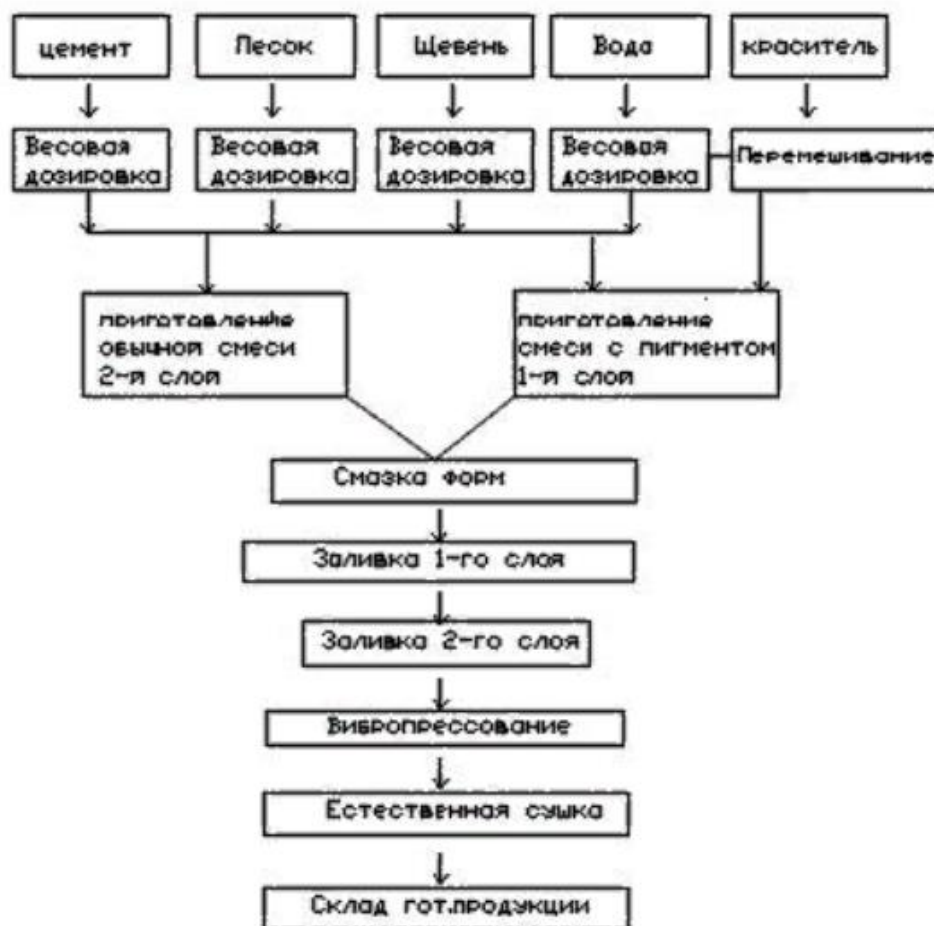 цемент
Песок
Щебень
Вода
краситель
Весовая
дозировка
Весовая
дозировка
Весовая
дозировка
Весовая
дозировка
Перемешивание
приготовление
обычной смеси
2-й слой
приготовление
смеси с пигментом
1-й слой
Смазка форм
Заливка 1-го слоя
Заливка 2-го слоя
Вибропрессование
Естественная сушка
Склад гот.продукции